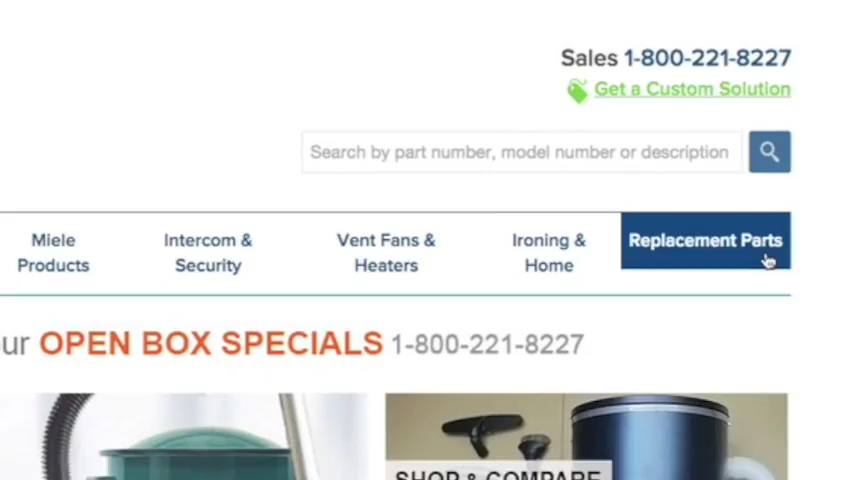 Sales 1-800-221-8227
Get a Custom Solution
Search by part number, model number or description
Miele Products
Intercom & Security
Vent Fans & Heaters
Ironing & Home
Replacement Parts
ur OPEN BOX SPECIALS 1-800-221-8227
SHOP & COMPARE